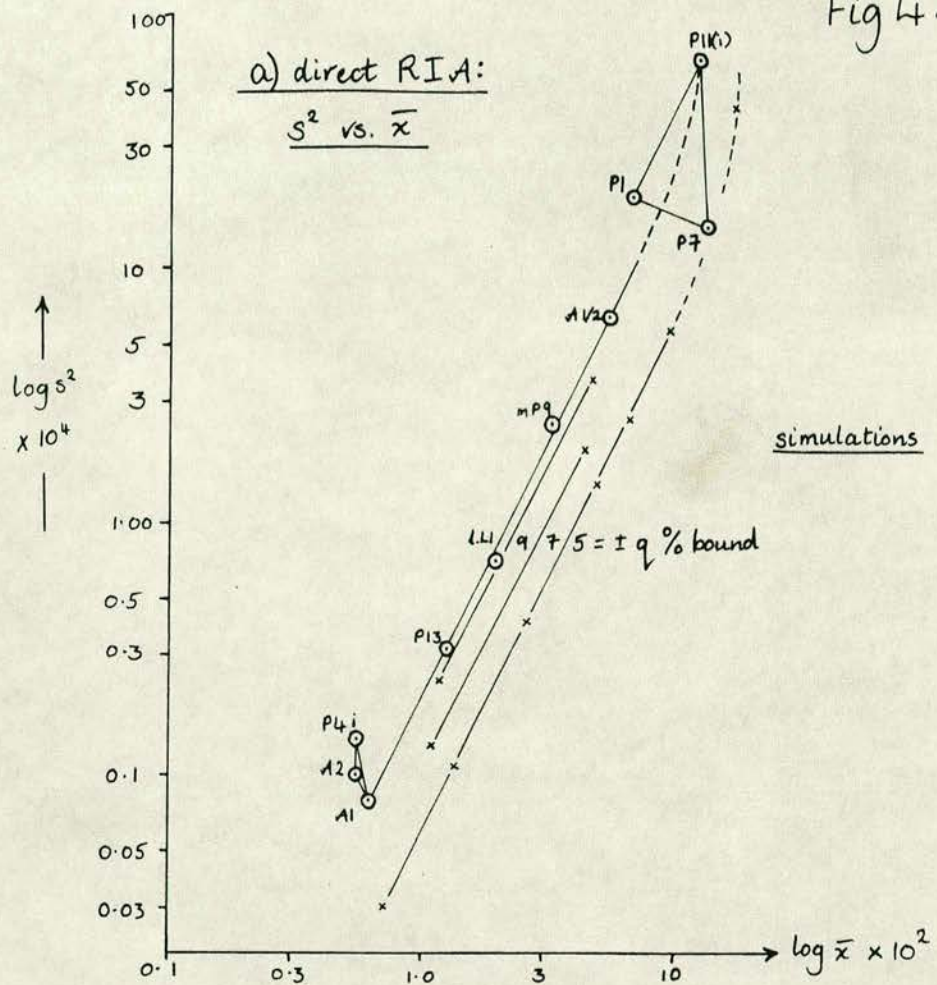 Fig 4.
a) direct RIA:
s² vs. x̄
100
50
30
10
5
3
1.00
0.5
0.3
0.1
0.05
0.03
log s²
x 10⁴
P1(i)
P1
P7
AV2
mP9
LLI
P13
P4i
A2
A1
9 7 5 = ± q % bound
simulations
0.1 0.3 1.0 3 10
log x̄ x 10²